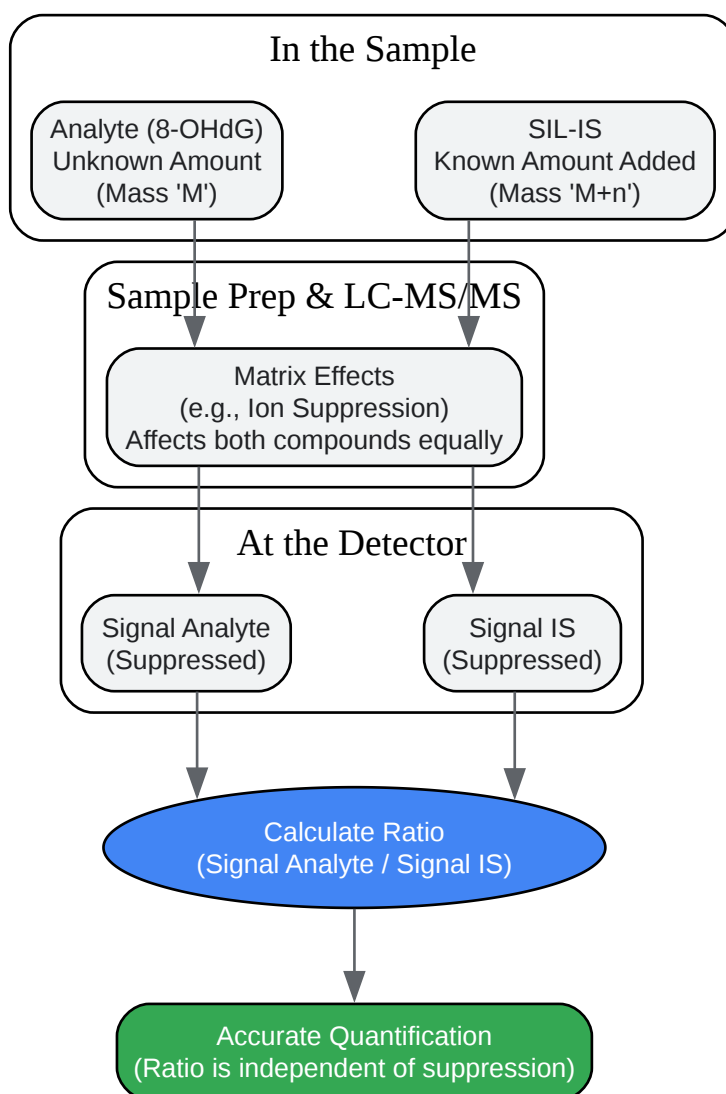 In the Sample
Analyte (8-OHdG)
Unknown Amount
(Mass 'M')
SIL-IS
Known Amount Added
(Mass 'M+n')
Sample Prep & LC-MS/MS
Matrix Effects
(e.g., Ion Suppression)
Affects both compounds equally
At the Detector
Signal Analyte
(Suppressed)
Signal IS
(Suppressed)
Calculate Ratio
(Signal Analyte / Signal IS)
Accurate Quantification
(Ratio is independent of suppression)